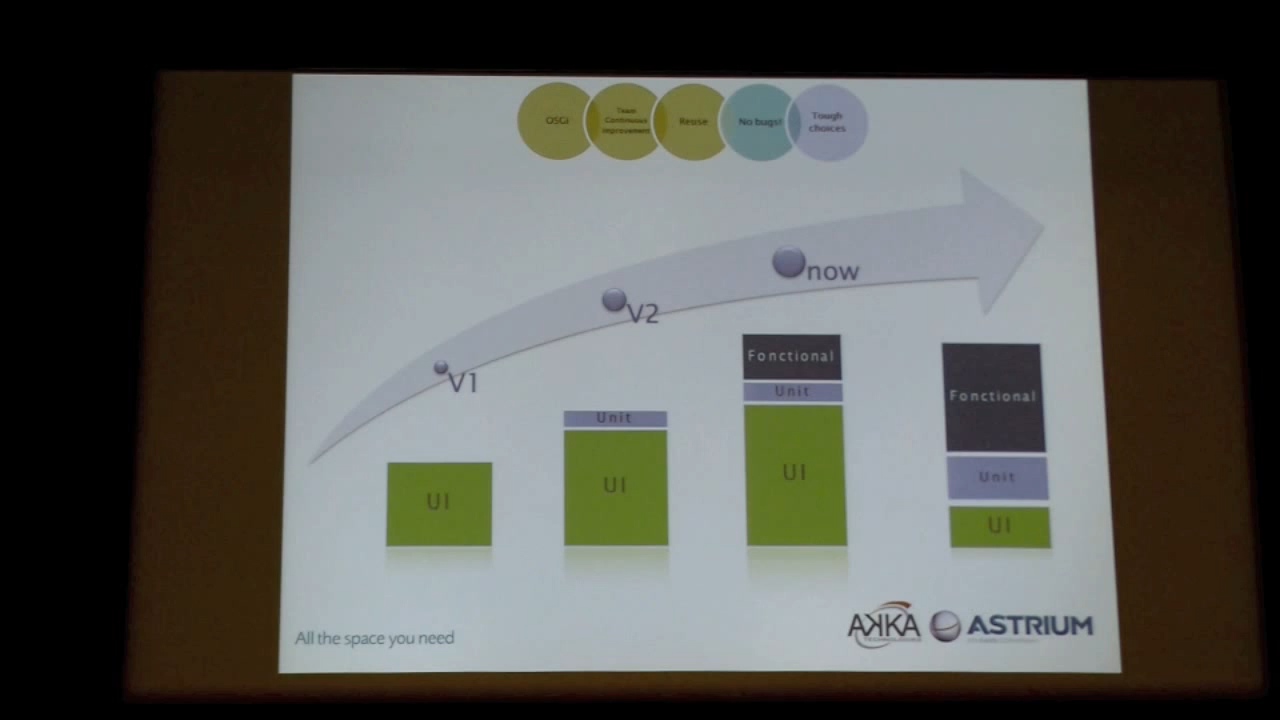 OSGi
Team
Continuous
Improvement
Reuse
No bugs!
Tough
choices
now
V2
V1
Fonctional
Unit
UI
Unit
UI
UI
Fonctional
Unit
UI
All the space you need
AKKA
TECHNOLOGIES
ASTRIUM